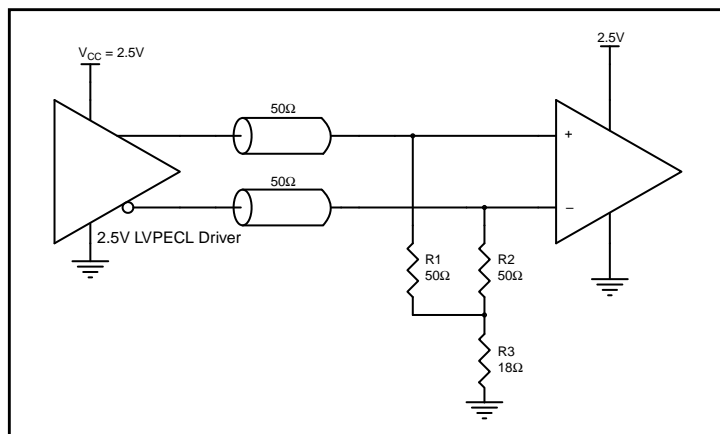 V_CC = 2.5V
2.5V
50Ω
+
50Ω
–
2.5V LVPECL Driver
R1
50Ω
R2
50Ω
R3
18Ω